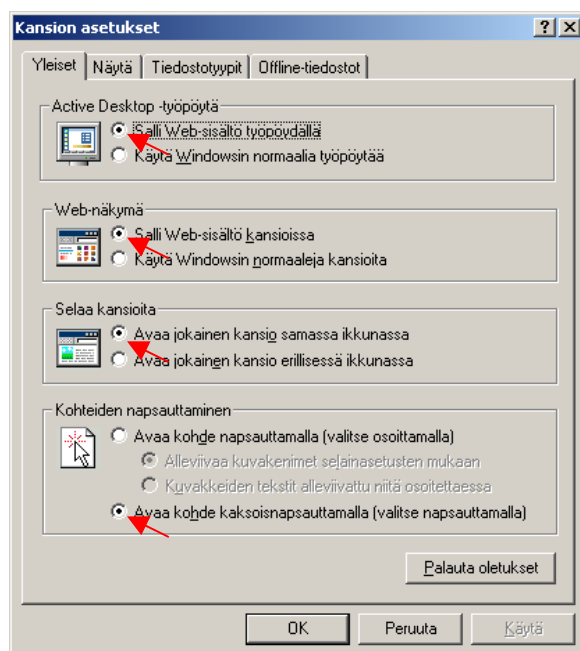 Kansion asetukset
Yleiset Näytä Tiedostotyypit Offline-tiedostot
Active Desktop -työpöytä
Salli Web-sisältö työpöydällä
Käytä Windowsin normaalia työpöytää
Web-näkymä
Salli Web-sisältö kansioissa
Käytä Windowsin normaaleja kansioita
Selaa kansioita
Avaa jokainen kansio samassa ikkunassa
Avaa jokainen kansio erillisessä ikkunassa
Kohteiden napsauttaminen
Avaa kohde napsauttamalla (valitse osoittamalla)
Alleviivaa kuvakenimet selainasetusten mukaan
Kuvakkeiden tekstit alleviivattu niitä osoitettaessa
Avaa kohde kaksoisnapsauttamalla (valitse napsauttamalla)
Palauta oletukset
OK Peruuta Käytä